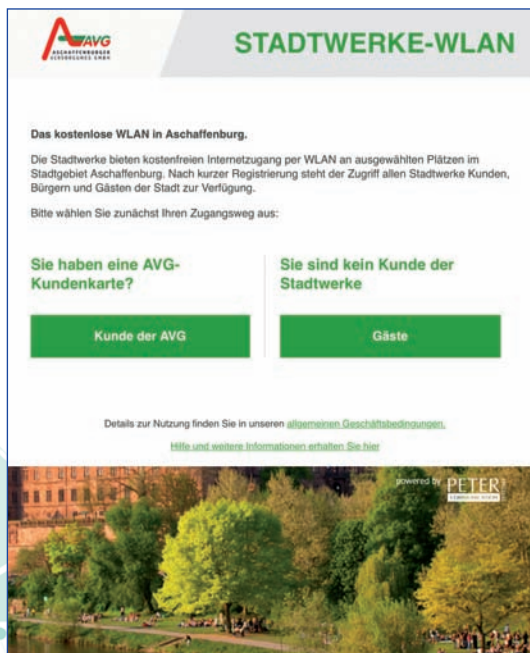 AVG
ASCHAFFENBURGER
VERSORGUNGS GMBH
STADTWERKE-WLAN
Das kostenlose WLAN in Aschaffenburg.
Die Stadtwerke bieten kostenfreien Internetzugang per WLAN an ausgewählten Plätzen im
Stadtgebiet Aschaffenburg. Nach kurzer Registrierung steht der Zugriff allen Stadtwerke Kunden,
Bürgern und Gästen der Stadt zur Verfügung.
Bitte wählen Sie zunächst Ihren Zugangsweg aus:
Sie haben eine AVG-
Kundenkarte?
Kunde der AVG
Sie sind kein Kunde der
Stadtwerke
Gäste
Details zur Nutzung finden Sie in unseren allgemeinen Geschäftsbedingungen.
Hilfe und weitere Informationen erhalten Sie hier
powered by PETER